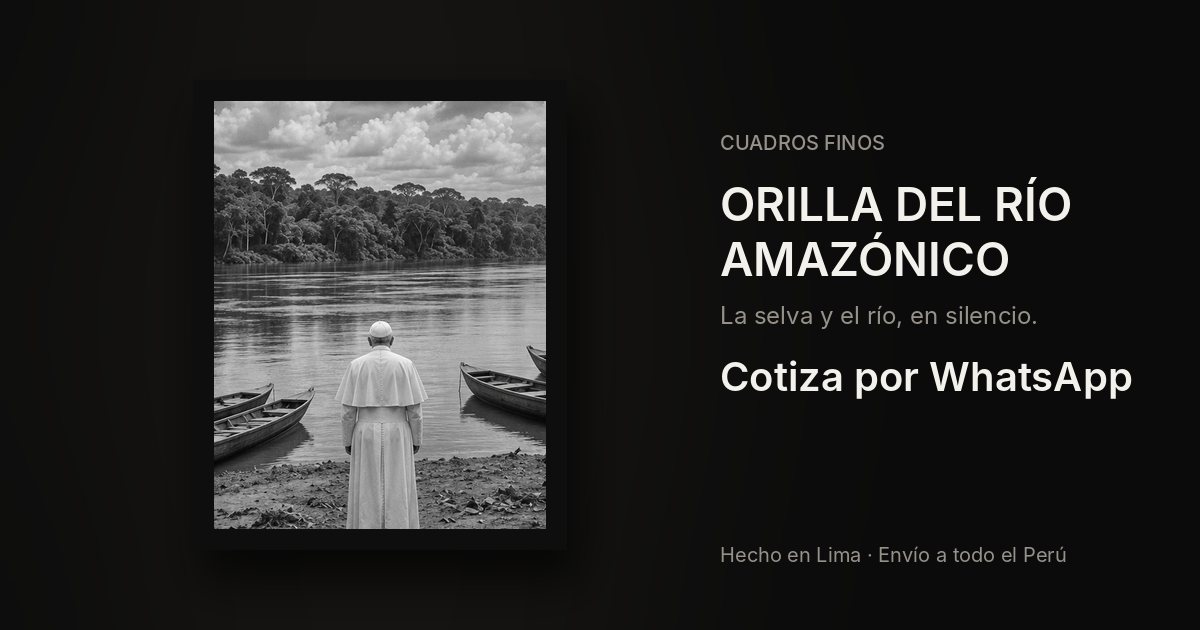 CUADROS FINOS
ORILLA DEL RÍO
AMAZÓNICO
La selva y el río, en silencio.
Cotiza por WhatsApp
Hecho en Lima · Envío a todo el Perú